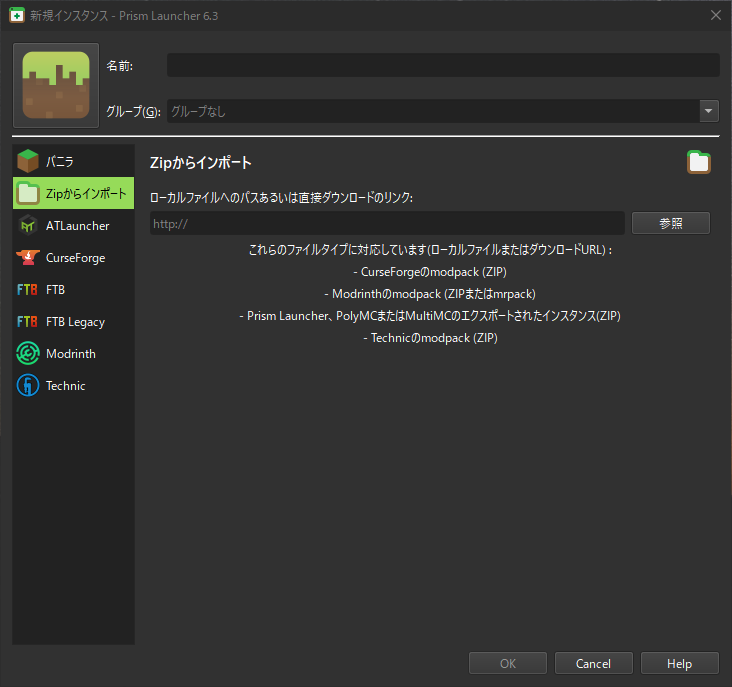 新規インスタンス - Prism Launcher 6.3
名前:
グループ(G):
グループなし
バニラ
Zipからインポート
ATLauncher
CurseForge
FTB FTB
FTB FTB Legacy
Modrinth
Technic
Zipからインポート
ローカルファイルへのパスあるいは直接ダウンロードのリンク:
http://
参照
これらのファイルタイプに対応しています(ローカルファイルまたはダウンロードURL) :
- CurseForgeのmodpack (ZIP)
- Modrinthのmodpack (ZIPまたはmrpack)
- Prism Launcher、PolyMCまたはMultiMCのエクスポートされたインスタンス(ZIP)
- Technicのmodpack (ZIP)
OK
Cancel
Help